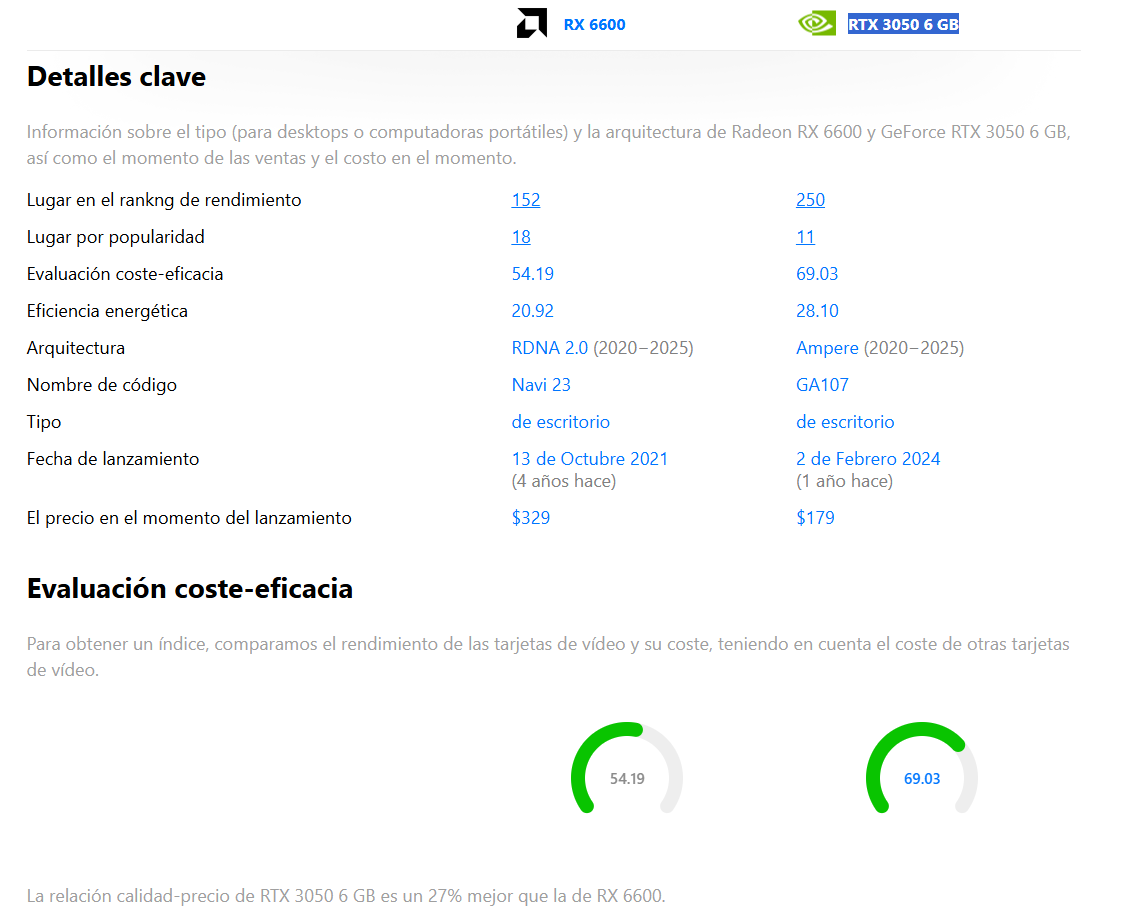 RX 6600 RTX 3050 6 GB
Detalles clave
Información sobre el tipo (para desktops o computadoras portátiles) y la arquitectura de Radeon RX 6600 y GeForce RTX 3050 6 GB,
así como el momento de las ventas y el costo en el momento.
Lugar en el rankng de rendimiento 152 250
Lugar por popularidad 18 11
Evaluación coste-eficacia 54.19 69.03
Eficiencia energética 20.92 28.10
Arquitectura RDNA 2.0 (2020−2025) Ampere (2020−2025)
Nombre de código Navi 23 GA107
Tipo de escritorio de escritorio
Fecha de lanzamiento 13 de Octubre 2021 2 de Febrero 2024
(4 años hace) (1 año hace)
El precio en el momento del lanzamiento $329 $179
Evaluación coste-eficacia
Para obtener un índice, comparamos el rendimiento de las tarjetas de vídeo y su coste, teniendo en cuenta el coste de otras tarjetas
de vídeo.
54.19 69.03
La relación calidad-precio de RTX 3050 6 GB es un 27% mejor que la de RX 6600.